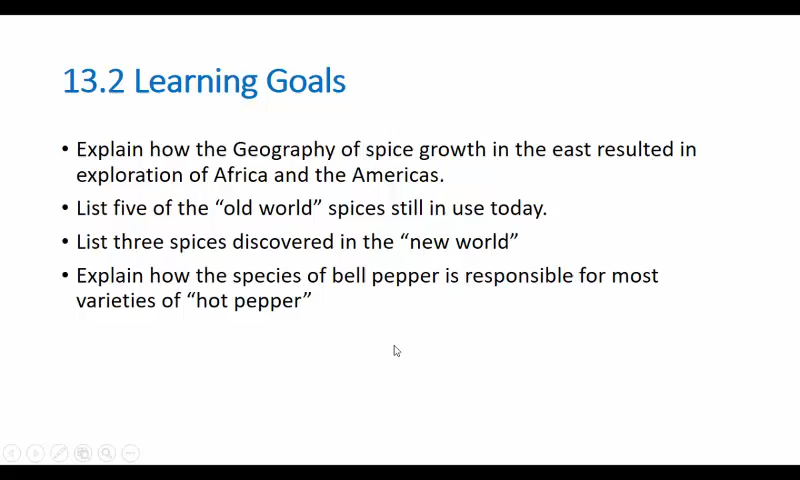 13.2 Learning Goals
• Explain how the Geography of spice growth in the east resulted in
exploration of Africa and the Americas.
• List five of the “old world” spices still in use today.
• List three spices discovered in the “new world”
• Explain how the species of bell pepper is responsible for most
varieties of “hot pepper”